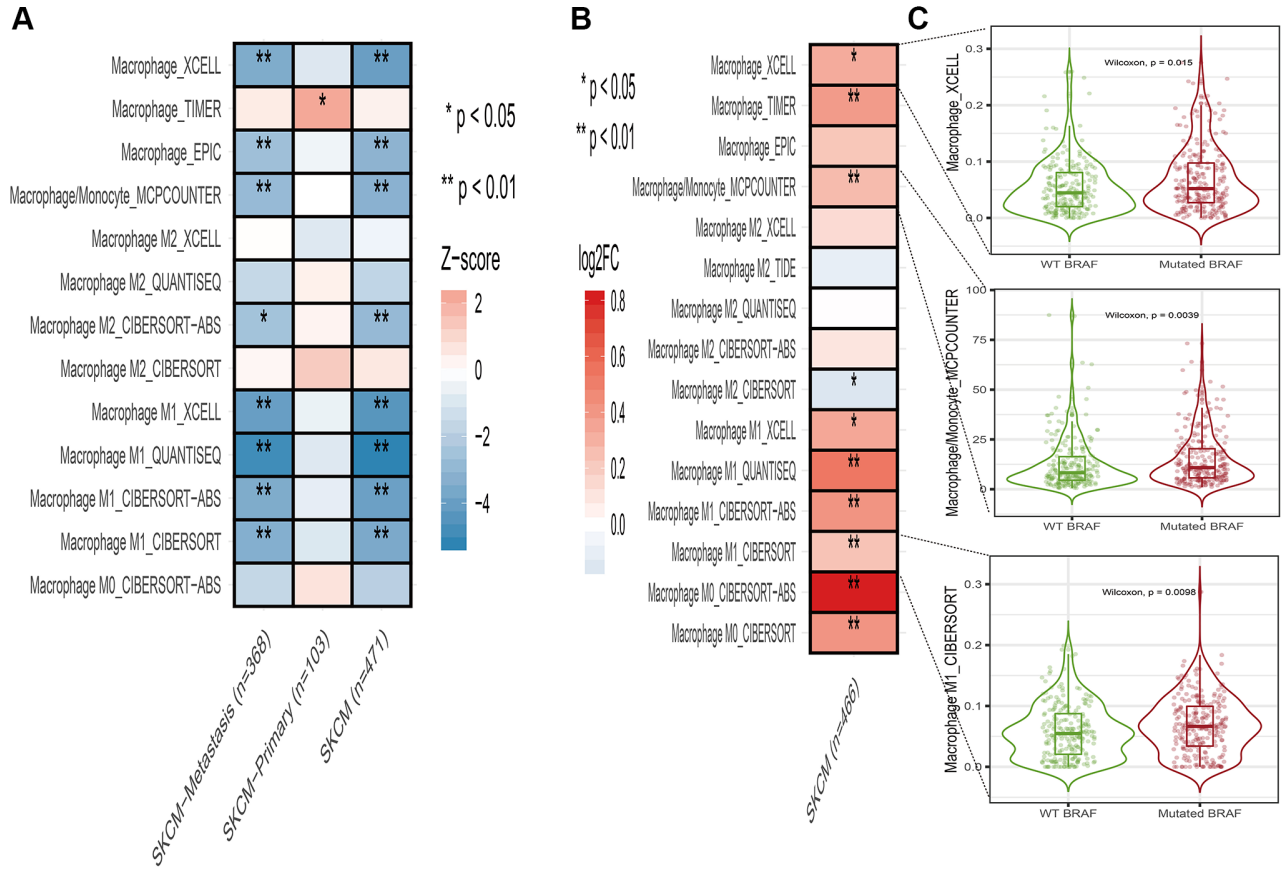 A
Macrophage_XCELL
Macrophage_TIMER
Macrophage_EPIC
Macrophage/Monocyte_MCPCOUNTER
Macrophage M2_XCELL
Macrophage M2_QUANTISEQ
Macrophage M2_CIBERSORT-ABS
Macrophage M2_CIBERSORT
Macrophage M1_XCELL
Macrophage M1_QUANTISEQ
Macrophage M1_CIBERSORT-ABS
Macrophage M1_CIBERSORT
Macrophage M0_CIBERSORT-ABS
** **
*
** **
** **
* **
** **
** **
** **
** **
SKCM-Metastasis (n=368)
SKCM-Primary (n=103)
SKCM (n=471)
* p < 0.05
** p < 0.01
Z-score
2
0
-2
-4
B
* p < 0.05
** p < 0.01
log2FC
0.8
0.6
0.4
0.2
0.0
Macrophage_XCELL *
Macrophage_TIMER **
Macrophage_EPIC
Macrophage/Monocyte_MCPCOUNTER **
Macrophage M2_XCELL
Macrophage M2_TIDE
Macrophage M2_QUANTISEQ
Macrophage M2_CIBERSORT-ABS
Macrophage M2_CIBERSORT *
Macrophage M1_XCELL *
Macrophage M1_QUANTISEQ **
Macrophage M1_CIBERSORT-ABS **
Macrophage M1_CIBERSORT **
Macrophage M0_CIBERSORT-ABS **
Macrophage M0_CIBERSORT **
SKCM (n=466)
C
Macrophage_XCELL
0.3
0.2
0.1
0.0
Wilcoxon, p = 0.015
WT BRAF Mutated BRAF
Macrophage/Monocyte_MCPCOUNTER
100
75
50
25
0
Wilcoxon, p = 0.0039
WT BRAF Mutated BRAF
Macrophage M1_CIBERSORT
0.3
0.2
0.1
0.0
Wilcoxon, p = 0.0098
WT BRAF Mutated BRAF